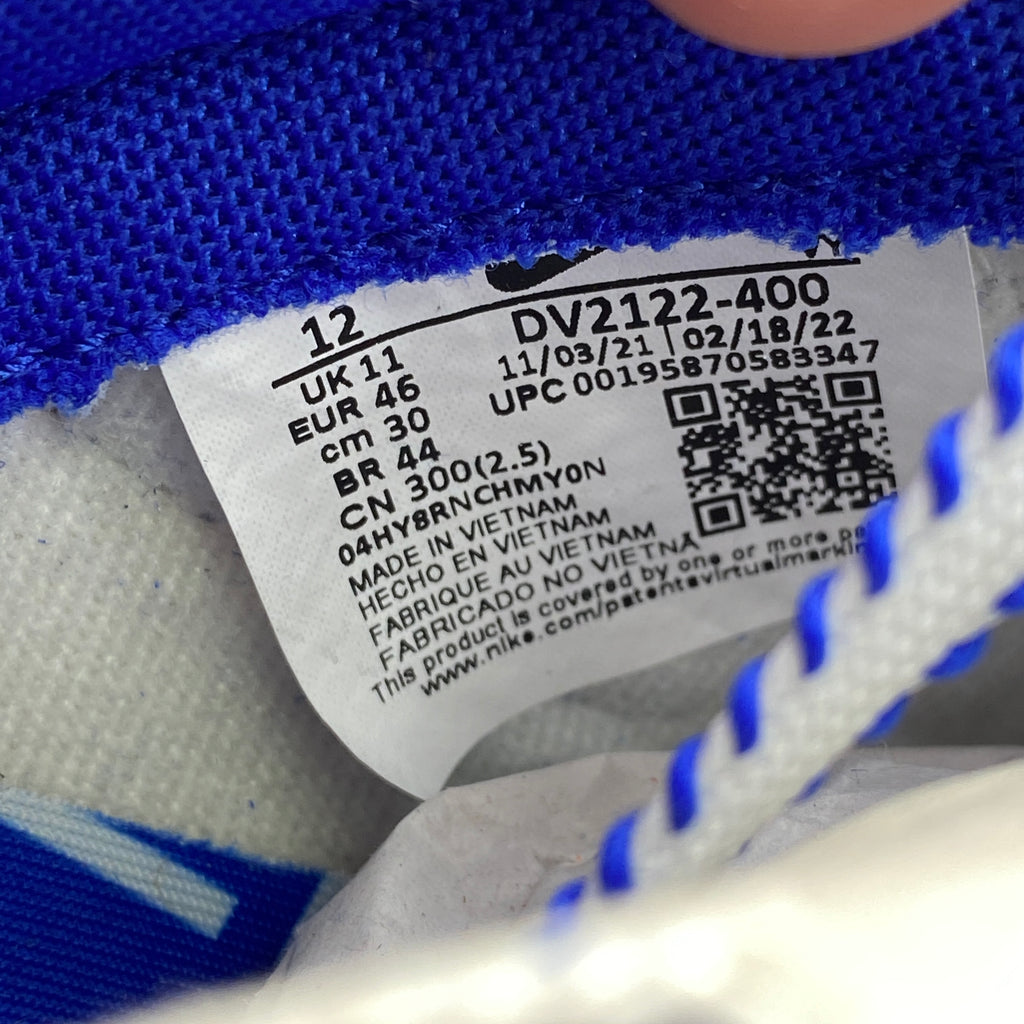 12
DV2122-400
UK 11
11/03/21 | 02/18/22
EUR 46
UPC 00195870583347
cm 30
BR 44
CN 300(2.5)
04HY8RNCHMY0N
MADE IN VIETNAM
HECHO EN VIETNAM
FABRIQUE AU VIETNAM
FABRICADO NO VIETNA
This product is covered by one or more
www.nike.com/patentsvirtualmarkin